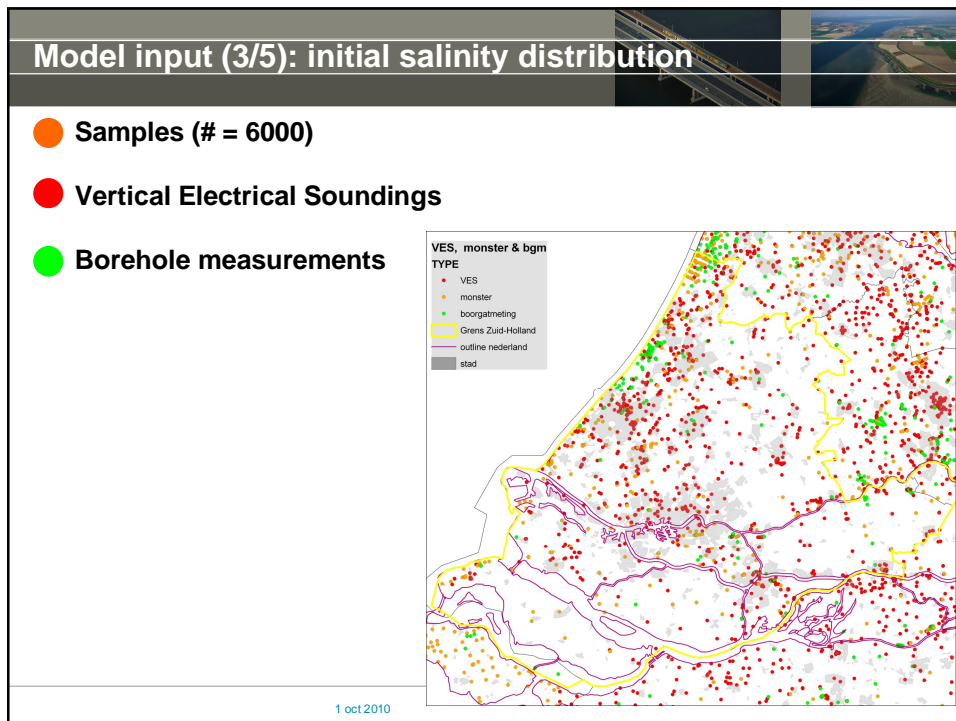 Model input (3/5): initial salinity distribution
Samples (# = 6000)
Vertical Electrical Soundings
Borehole measurements
VES, monster & bgm
TYPE
VES
monster
boorgatmeting
Grens Zuid-Holland
outline nederland
stad
1 oct 2010